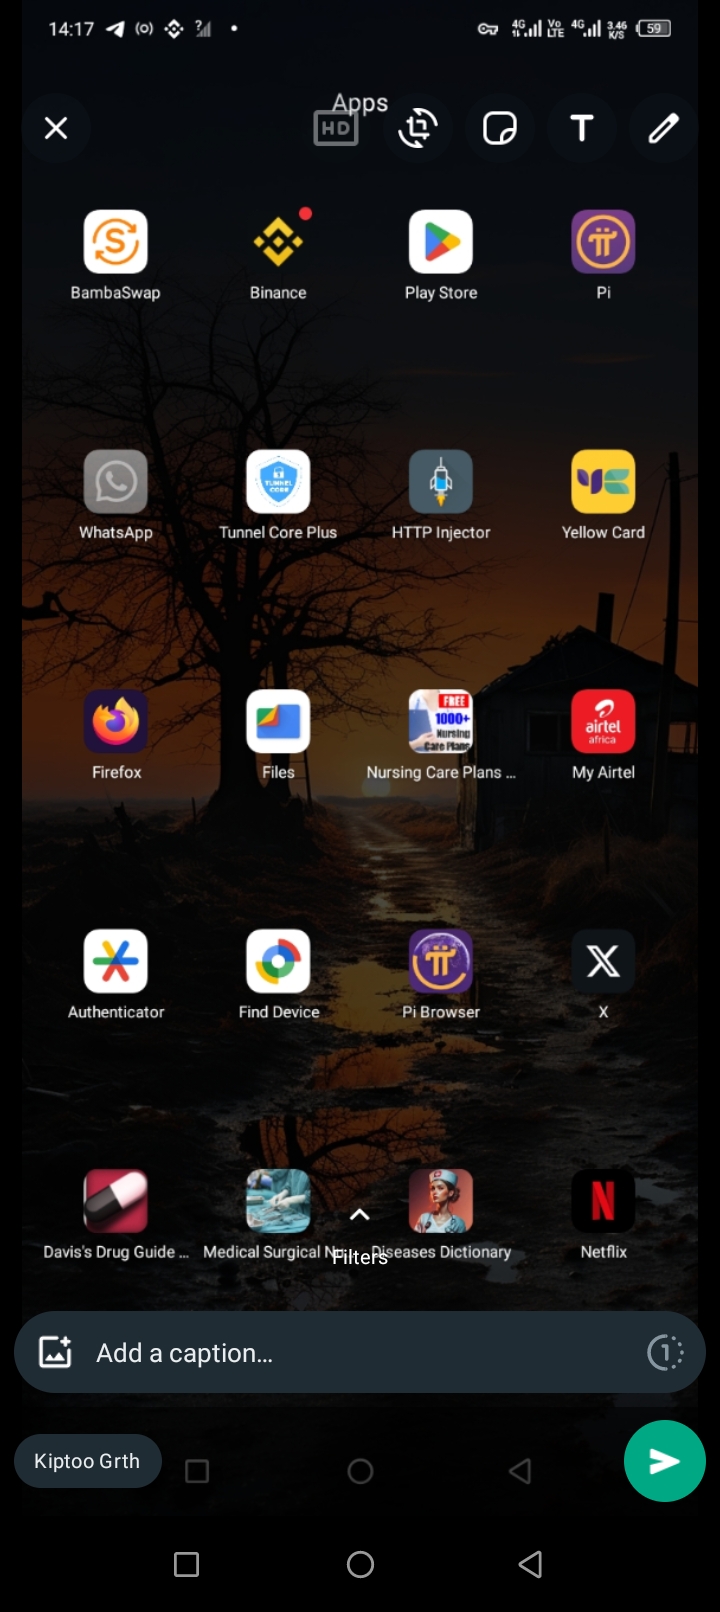 14:17
4G
Vo
LTE
4G
3.46
K/S
59
Apps
HD
T
BambaSwap
Binance
Play Store
Pi
TUNNEL
CORE
WhatsApp
Tunnel Core Plus
HTTP Injector
Yellow Card
FREE
1000+
Nursing
Care Plans
airtel
africa
Firefox
Files
Nursing Care Plans ...
My Airtel
Authenticator
Find Device
Pi Browser
X
Davis's Drug Guide ...
Medical Surgical
Diseases Dictionary
Netflix
Filters
Add a caption...
1
Kiptoo Grth